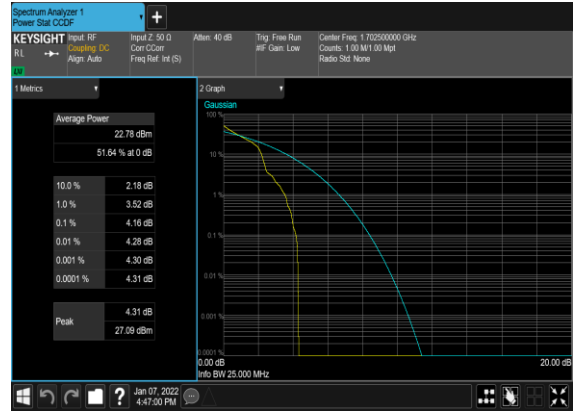 Spectrum Analyzer 1
Power Stat CCDF
KEYSIGHT
RL
Input: RF
Coupling: DC
Align: Auto
Input Z: 50 Ω
Corr CCorr
Freq Ref: Int (S)
Atten: 40 dB
Trig: Free Run
#IF Gain: Low
Center Freq: 1.702500000 GHz
Counts: 1.00 M/1.00 Mpt
Radio Std: None
1 Metrics
Average Power
22.78 dBm
51.64 % at 0 dB
10.0 % 2.18 dB
1.0 % 3.52 dB
0.1 % 4.16 dB
0.01 % 4.28 dB
0.001 % 4.30 dB
0.0001 % 4.31 dB
Peak
4.31 dB
27.09 dBm
2 Graph
Gaussian
100 %
10 %
1 %
0.1 %
0.01 %
0.001 %
0.0001 %
0.00 dB 20.00 dB
Info BW 25.000 MHz
? Jan 07, 2022
4:47:00 PM